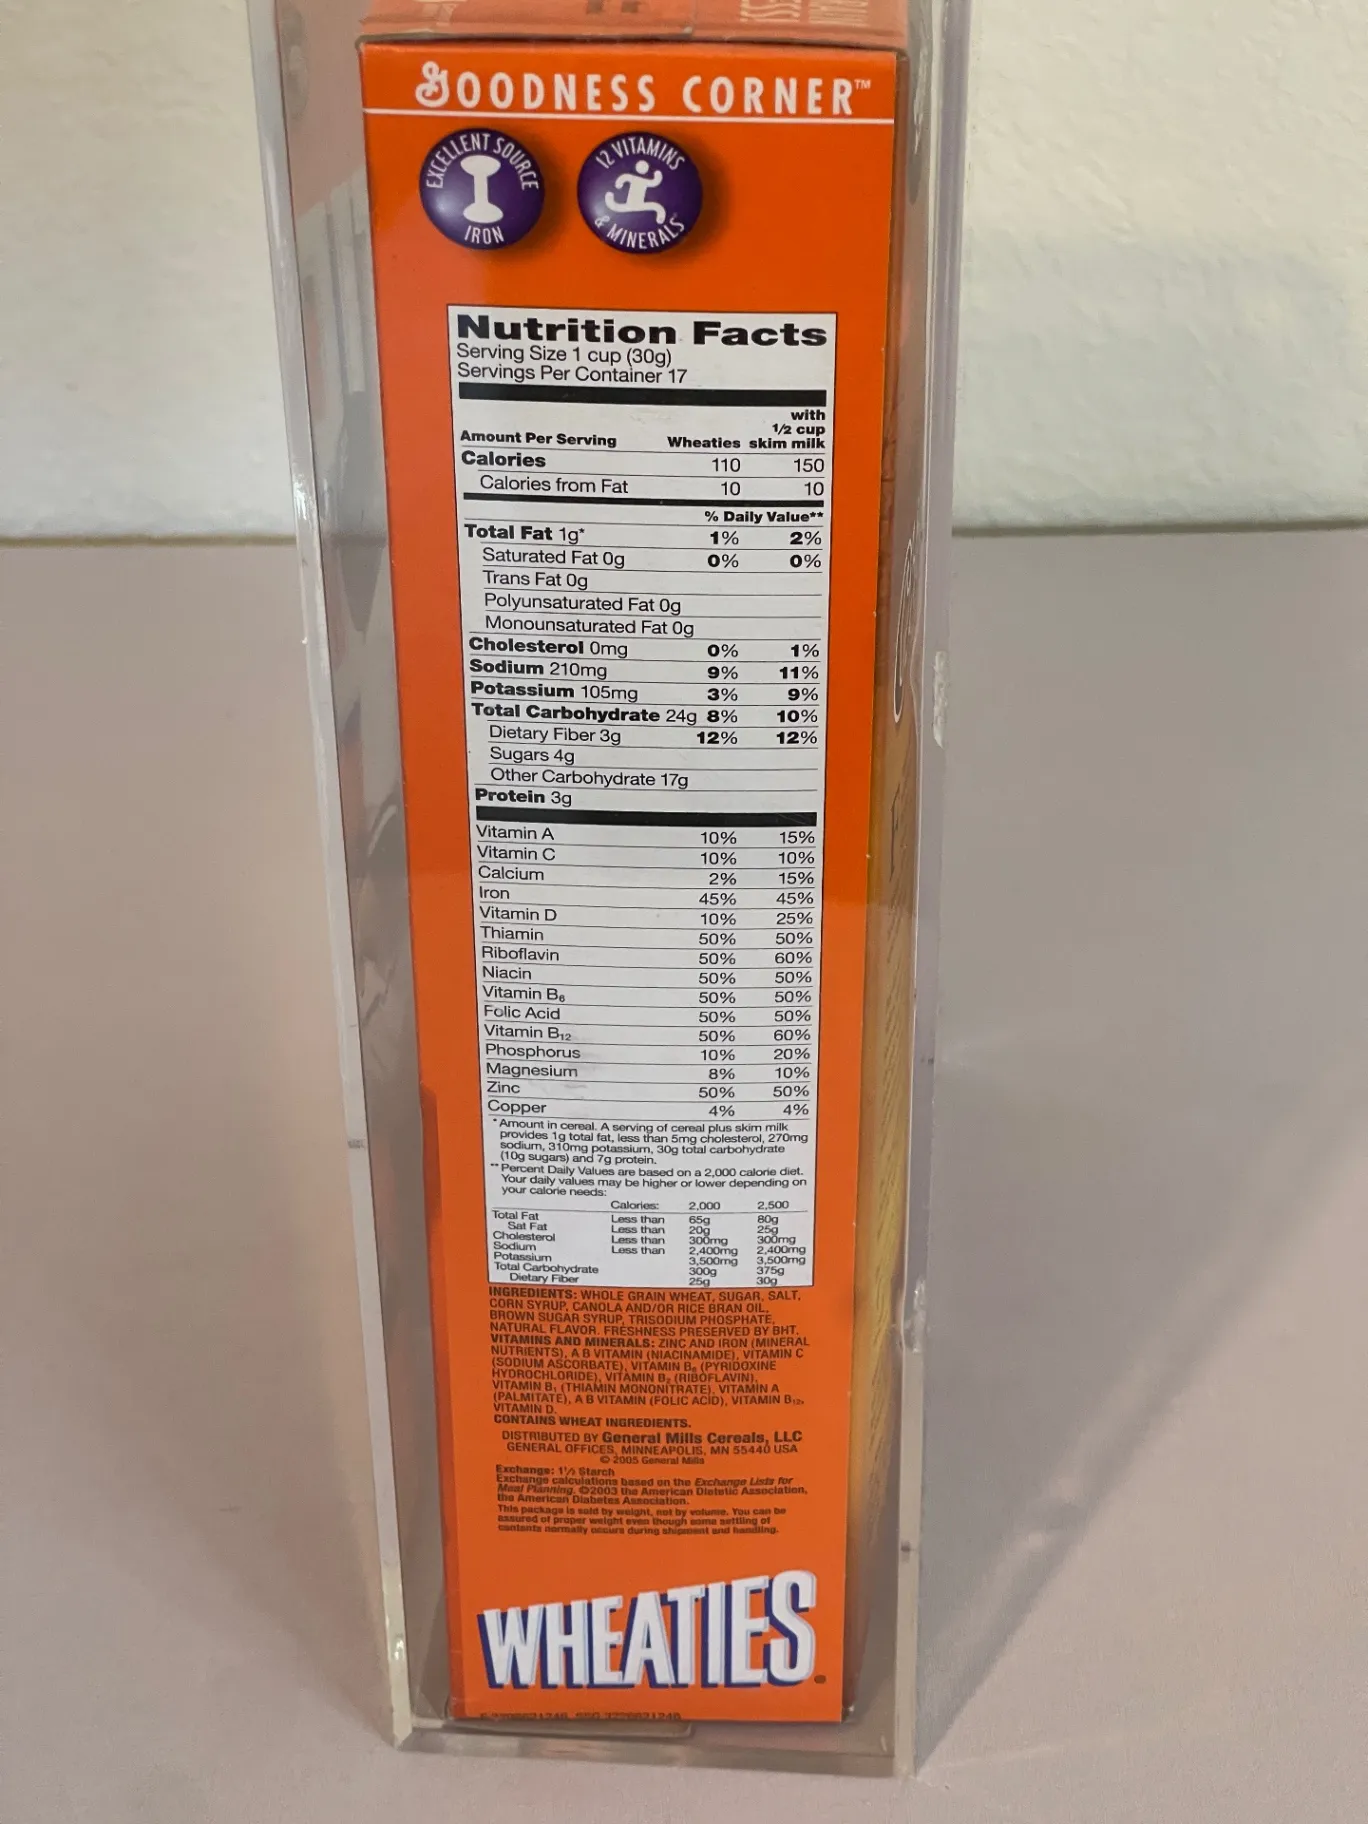 GOODNESS CORNER™
EXCELLENT SOURCE
IRON
12 VITAMINS
& MINERALS
Nutrition Facts
Serving Size 1 cup (30g)
Servings Per Container 17
with
1/2 cup
Amount Per Serving Wheaties skim milk
Calories 110 150
Calories from Fat 10 10
% Daily Value**
Total Fat 1g* 1% 2%
Saturated Fat 0g 0% 0%
Trans Fat 0g
Polyunsaturated Fat 0g
Monounsaturated Fat 0g
Cholesterol 0mg 0% 1%
Sodium 210mg 9% 11%
Potassium 105mg 3% 9%
Total Carbohydrate 24g 8% 10%
Dietary Fiber 3g 12% 12%
Sugars 4g
Other Carbohydrate 17g
Protein 3g
Vitamin A 10% 15%
Vitamin C 10% 10%
Calcium 2% 15%
Iron 45% 45%
Vitamin D 10% 25%
Thiamin 50% 50%
Riboflavin 50% 60%
Niacin 50% 50%
Vitamin B6 50% 50%
Folic Acid 50% 50%
Vitamin B12 50% 60%
Phosphorus 10% 20%
Magnesium 8% 10%
Zinc 50% 50%
Copper 4% 4%
*Amount in cereal. A serving of cereal plus skim milk
provides 1g total fat, less than 5mg cholesterol, 270mg
sodium, 310mg potassium, 30g total carbohydrate
(10g sugars) and 7g protein.
**Percent Daily Values are based on a 2,000 calorie diet.
Your daily values may be higher or lower depending on
your calorie needs:
Calories: 2,000 2,500
Total Fat Less than 65g 80g
Sat Fat Less than 20g 25g
Cholesterol Less than 300mg 300mg
Sodium Less than 2,400mg 2,400mg
Potassium 3,500mg 3,500mg
Total Carbohydrate 300g 375g
Dietary Fiber 25g 30g
INGREDIENTS: WHOLE GRAIN WHEAT, SUGAR, SALT,
CORN SYRUP, CANOLA AND/OR RICE BRAN OIL,
BROWN SUGAR SYRUP, TRISODIUM PHOSPHATE,
NATURAL FLAVOR. FRESHNESS PRESERVED BY BHT.
VITAMINS AND MINERALS: ZINC AND IRON (MINERAL
NUTRIENTS), A B VITAMIN (NIACINAMIDE), VITAMIN C
(SODIUM ASCORBATE), VITAMIN B6 (PYRIDOXINE
HYDROCHLORIDE), VITAMIN B2 (RIBOFLAVIN),
VITAMIN B1 (THIAMIN MONONITRATE), VITAMIN A
(PALMITATE), A B VITAMIN (FOLIC ACID), VITAMIN B12,
VITAMIN D.
CONTAINS WHEAT INGREDIENTS.
DISTRIBUTED BY General Mills Cereals, LLC
GENERAL OFFICES, MINNEAPOLIS, MN 55440 USA
© 2005 General Mills
Exchange: 1½ Starch
Exchange calculations based on the Exchange Lists for
Meal Planning, ©2003 the American Dietetic Association,
the American Diabetes Association.
This package is sold by weight, not by volume. You can be
assured of proper weight even though some settling of
contents normally occurs during shipment and handling.
WHEATIES®